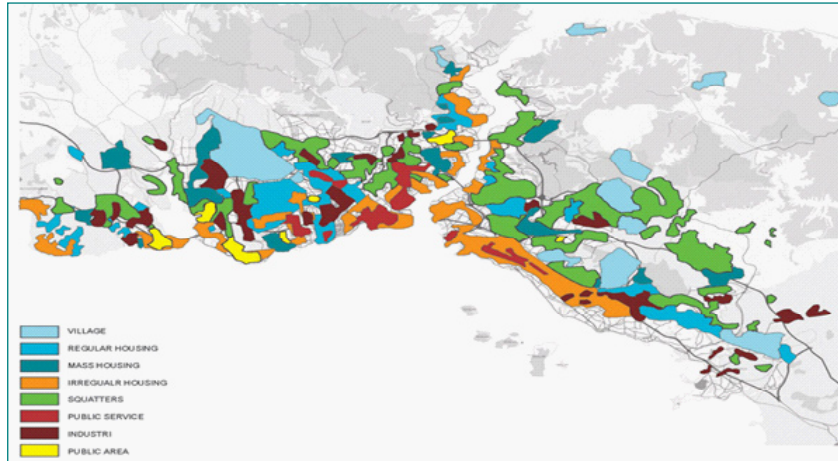 VILLAGE
REGULAR HOUSING
MASS HOUSING
IRREGUALR HOUSING
SQUATTERS
PUBLIC SERVICE
INDUSTRI
PUBLIC AREA